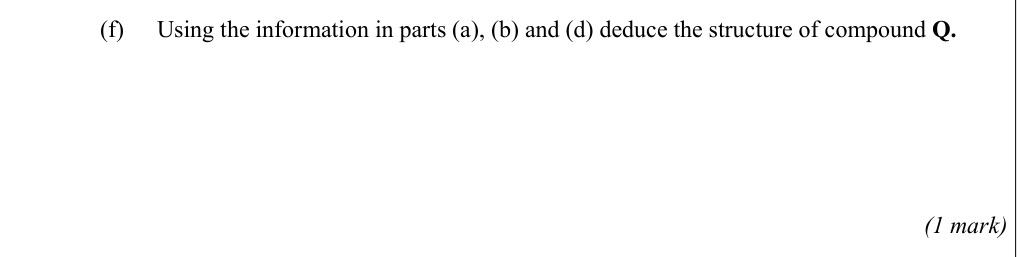 (f) Using the information in parts (a), (b) and (d) deduce the structure of compound Q.
(1 mark)